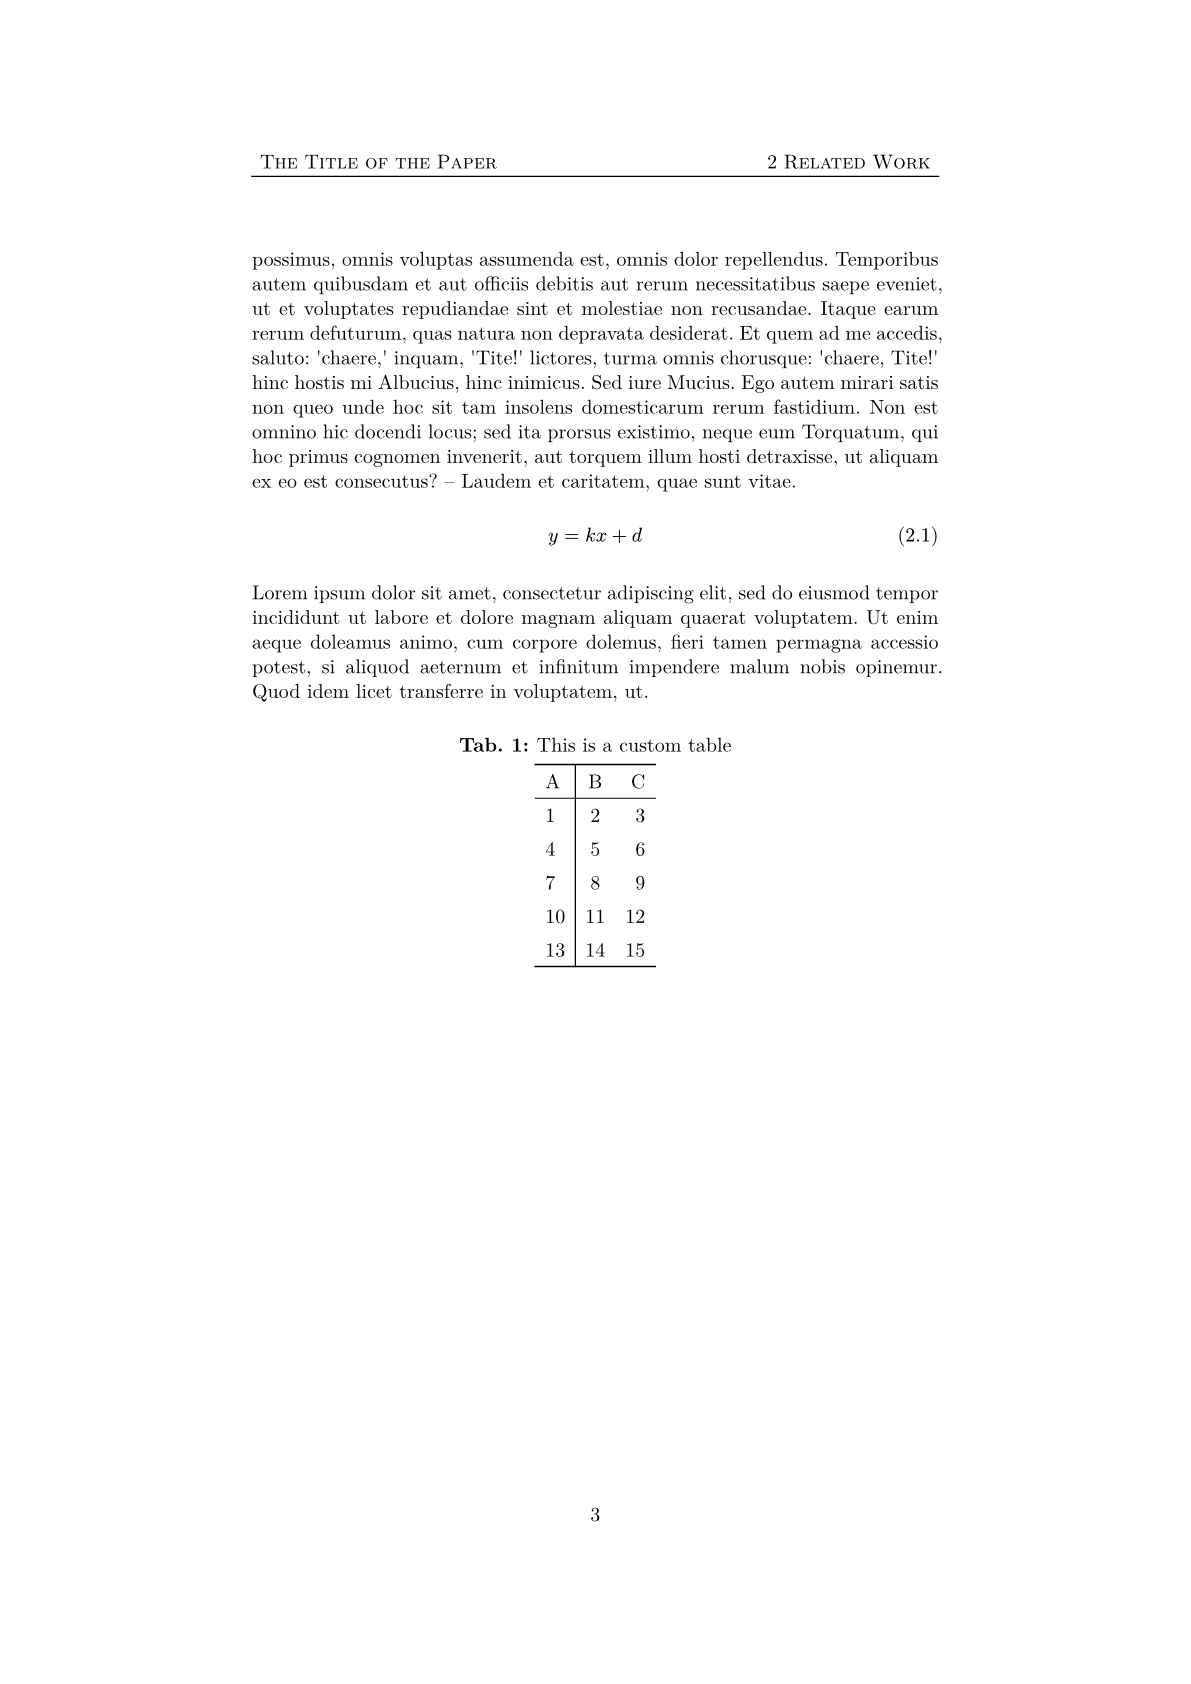 The Title of the Paper 2 Related Work
possimus, omnis voluptas assumenda est, omnis dolor repellendus. Temporibus
autem quibusdam et aut officiis debitis aut rerum necessitatibus saepe eveniet,
ut et voluptates repudiandae sint et molestiae non recusandae. Itaque earum
rerum defuturum, quas natura non depravata desiderat. Et quem ad me accedis,
saluto: 'chaere,' inquam, 'Tite!' lictores, turma omnis chorusque: 'chaere, Tite!'
hinc hostis mi Albucius, hinc inimicus. Sed iure Mucius. Ego autem mirari satis
non queo unde hoc sit tam insolens domesticarum rerum fastidium. Non est
omnino hic docendi locus; sed ita prorsus existimo, neque eum Torquatum, qui
hoc primus cognomen invenerit, aut torquem illum hosti detraxisse, ut aliquam
ex eo est consecutus? – Laudem et caritatem, quae sunt vitae.
y = kx + d (2.1)
Lorem ipsum dolor sit amet, consectetur adipiscing elit, sed do eiusmod tempor
incididunt ut labore et dolore magnam aliquam quaerat voluptatem. Ut enim
aeque doleamus animo, cum corpore dolemus, fieri tamen permagna accessio
potest, si aliquod aeternum et infinitum impendere malum nobis opinemur.
Quod idem licet transferre in voluptatem, ut.
Tab. 1: This is a custom table
A B C
1 2 3
4 5 6
7 8 9
10 11 12
13 14 15
3